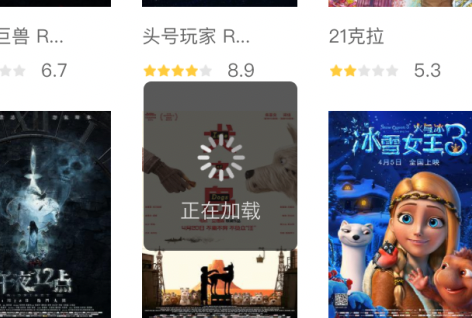 巨兽 R...
头号玩家 R...
21克拉
6.7
8.9
5.3
正在加载
火与冰
冰雪女王3
4月5日 全国上映
午夜12点